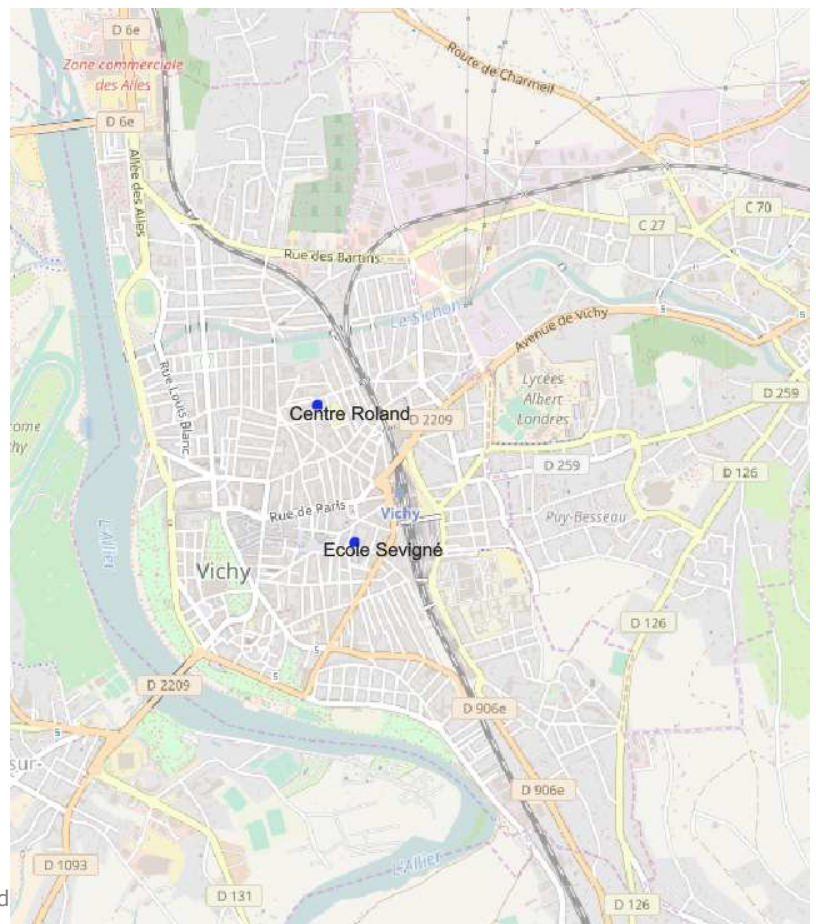 D 6e
Zone commerciale
des Ailes
D 6e
Allée des Ailes
Route de Charmeil
C 70
C 27
Rue des Bartins
Le Sichon
Avenue de Vichy
Rue Louis Blanc
Lycées
Albert
Londres
D 259
Centre Roland
D 2209
D 259
D 126
Rue de Paris
Vichy
Puy-Besseau
L'Allier
Ecole Sevigné
Vichy
D 126
D 2209
D 906e
sur-
D 906e
L'Allier
D 1093
D 131
D 126